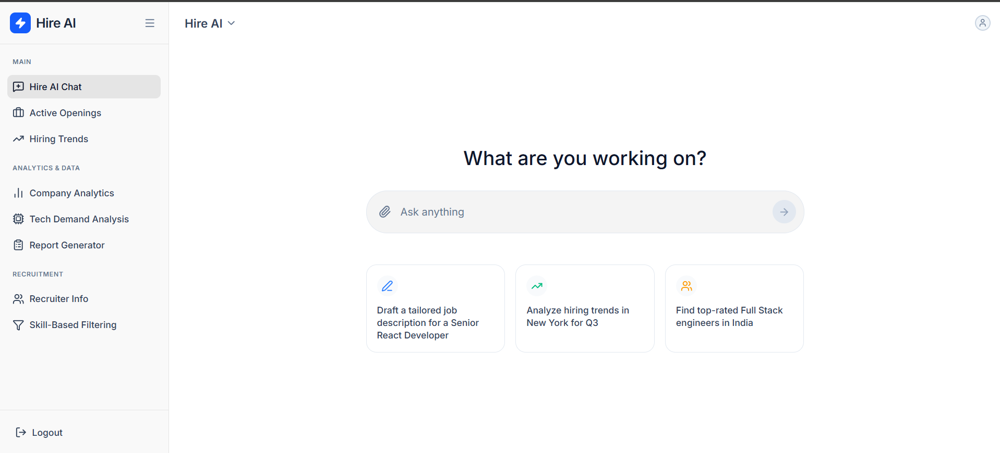 Hire AI
MAIN
Hire AI Chat
Active Openings
Hiring Trends
ANALYTICS & DATA
Company Analytics
Tech Demand Analysis
Report Generator
RECRUITMENT
Recruiter Info
Skill-Based Filtering
Logout
Hire AI
What are you working on?
Ask anything
Draft a tailored job
description for a Senior
React Developer
Analyze hiring trends in
New York for Q3
Find top-rated Full Stack
engineers in India